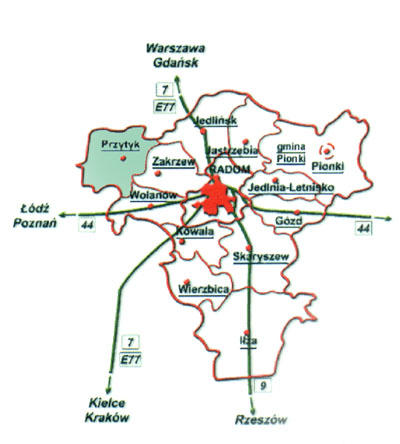 Warszawa
Gdańsk
7
E77
Jedlińsk
Przytyk
Jastrzębia
gmina
Pionki
Pionki
Zakrzew
RADOM
Jedlnia-Letnisko
Wolanów
Łódź
Poznań
44
Gózd
44
Kowala
Skaryszew
Wierzbica
Iłża
7
E77
9
Kielce
Kraków
Rzeszów